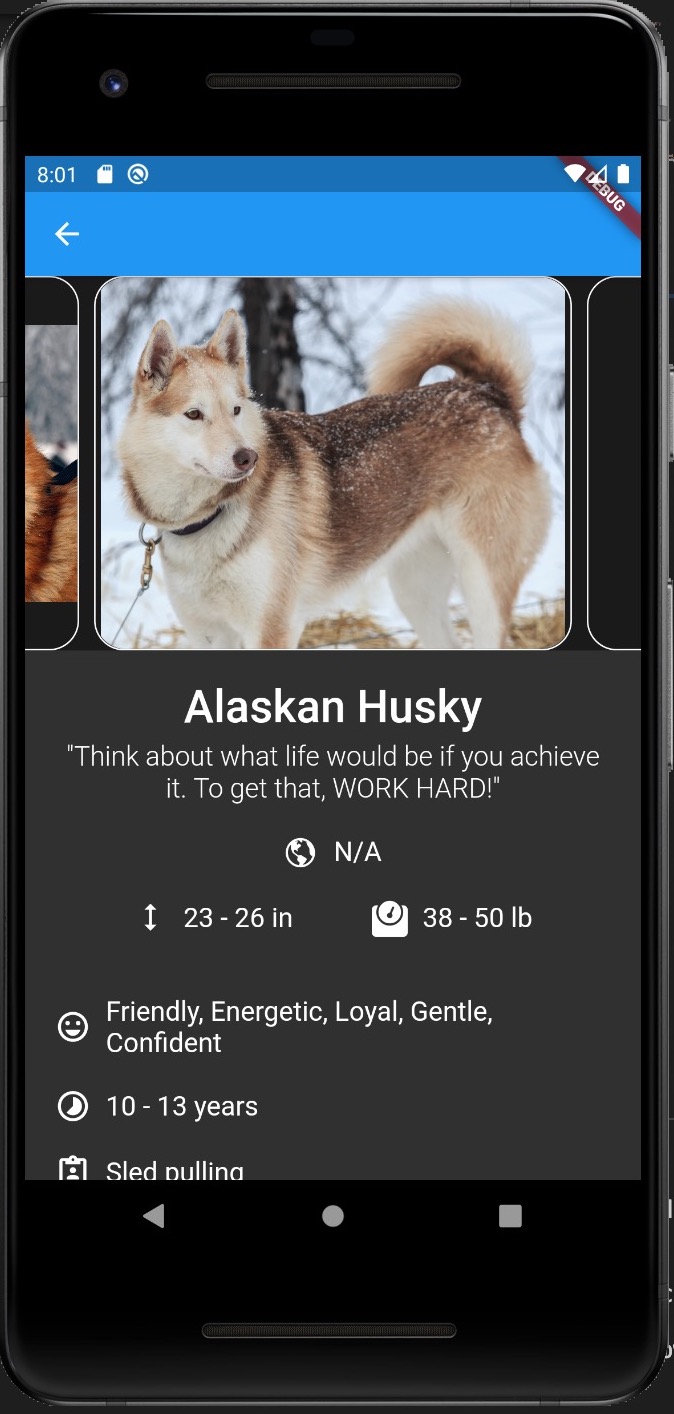 8:01
DEBUG
Alaskan Husky
"Think about what life would be if you achieve
it. To get that, WORK HARD!"
N/A
23 - 26 in
38 - 50 lb
Friendly, Energetic, Loyal, Gentle,
Confident
10 - 13 years
Sled pulling